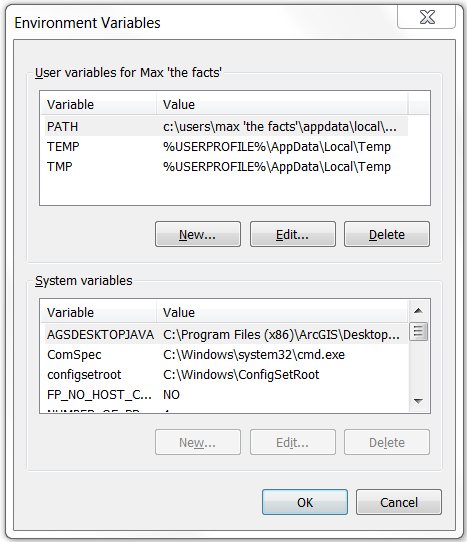 Environment Variables
User variables for Max 'the facts'
Variable Value
PATH c:\users\max 'the facts'\appdata\local\...
TEMP %USERPROFILE%\AppData\Local\Temp
TMP %USERPROFILE%\AppData\Local\Temp
New... Edit... Delete
System variables
Variable Value
AGSDESKTOPJAVA C:\Program Files (x86)\ArcGIS\Desktop...
ComSpec C:\Windows\system32\cmd.exe
configsetroot C:\Windows\ConfigSetRoot
FP_NO_HOST_C... NO
New... Edit... Delete
OK Cancel